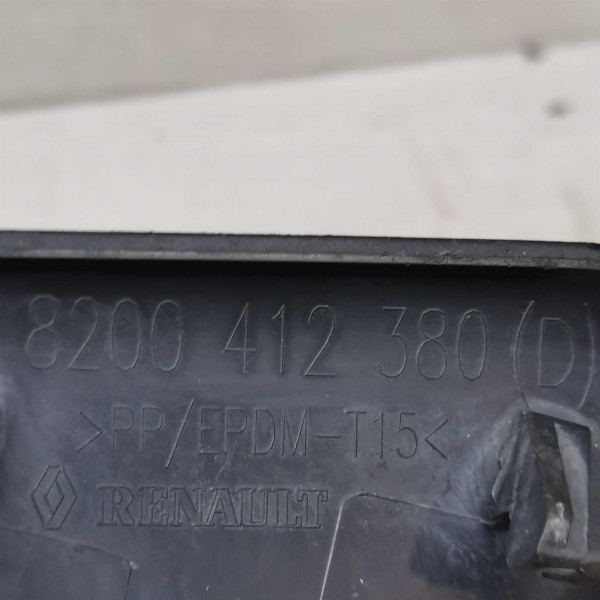 8200 412 380 (D)
>PP/EPDM-T15<
RENAULT